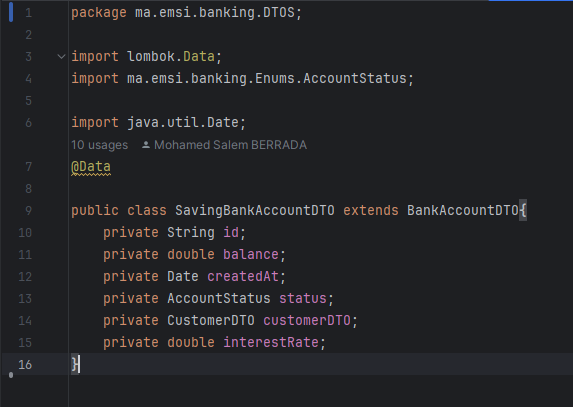 1 package ma.emsi.banking.DTOS;
2
3 import lombok.Data;
4 import ma.emsi.banking.Enums.AccountStatus;
5
6 import java.util.Date;
10 usages Mohamed Salem BERRADA
7 @Data
8
9 public class SavingBankAccountDTO extends BankAccountDTO{
10 private String id;
11 private double balance;
12 private Date createdAt;
13 private AccountStatus status;
14 private CustomerDTO customerDTO;
15 private double interestRate;
16 }